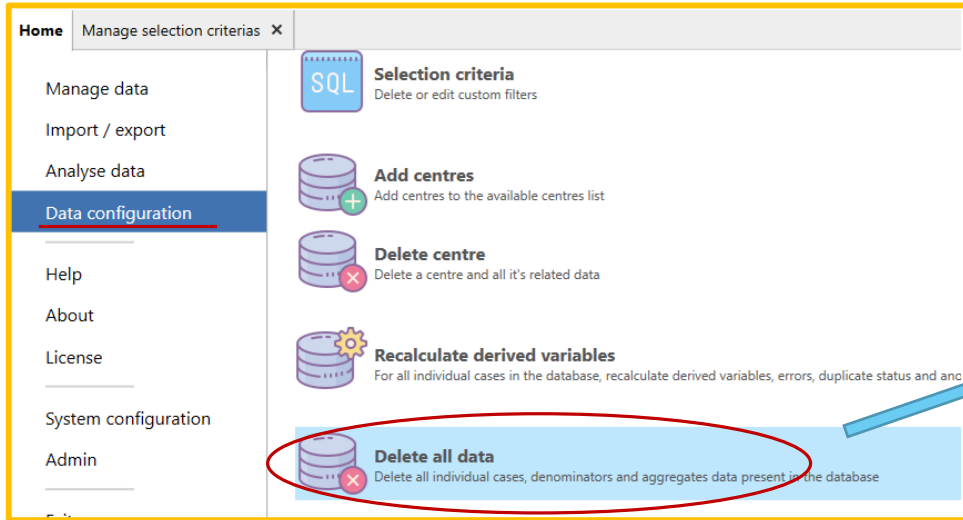 Home Manage selection criterias ×
Manage data
Import / export
Analyse data
Data configuration
Help
About
License
System configuration
Admin
SQL
Selection criteria
Delete or edit custom filters
Add centres
Add centres to the available centres list
Delete centre
Delete a centre and all it's related data
Recalculate derived variables
For all individual cases in the database, recalculate derived variables, errors, duplicate status and
Delete all data
Delete all individual cases, denominators and aggregates data present in the database